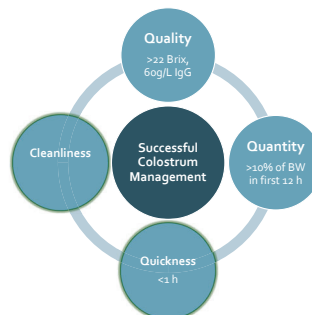 Quality
>22 Brix,
60g/L IgG
Cleanliness
Successful
Colostrum
Management
Quantity
>10% of BW
in first 12 h
Quickness
<1 h